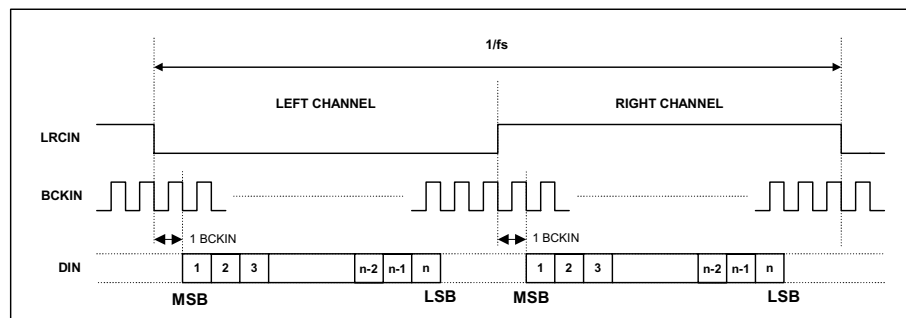 1/fs
LEFT CHANNEL RIGHT CHANNEL
LRCIN
BCKIN
1 BCKIN 1 BCKIN
DIN 1 2 3 n-2 n-1 n 1 2 3 n-2 n-1 n
MSB LSB MSB LSB